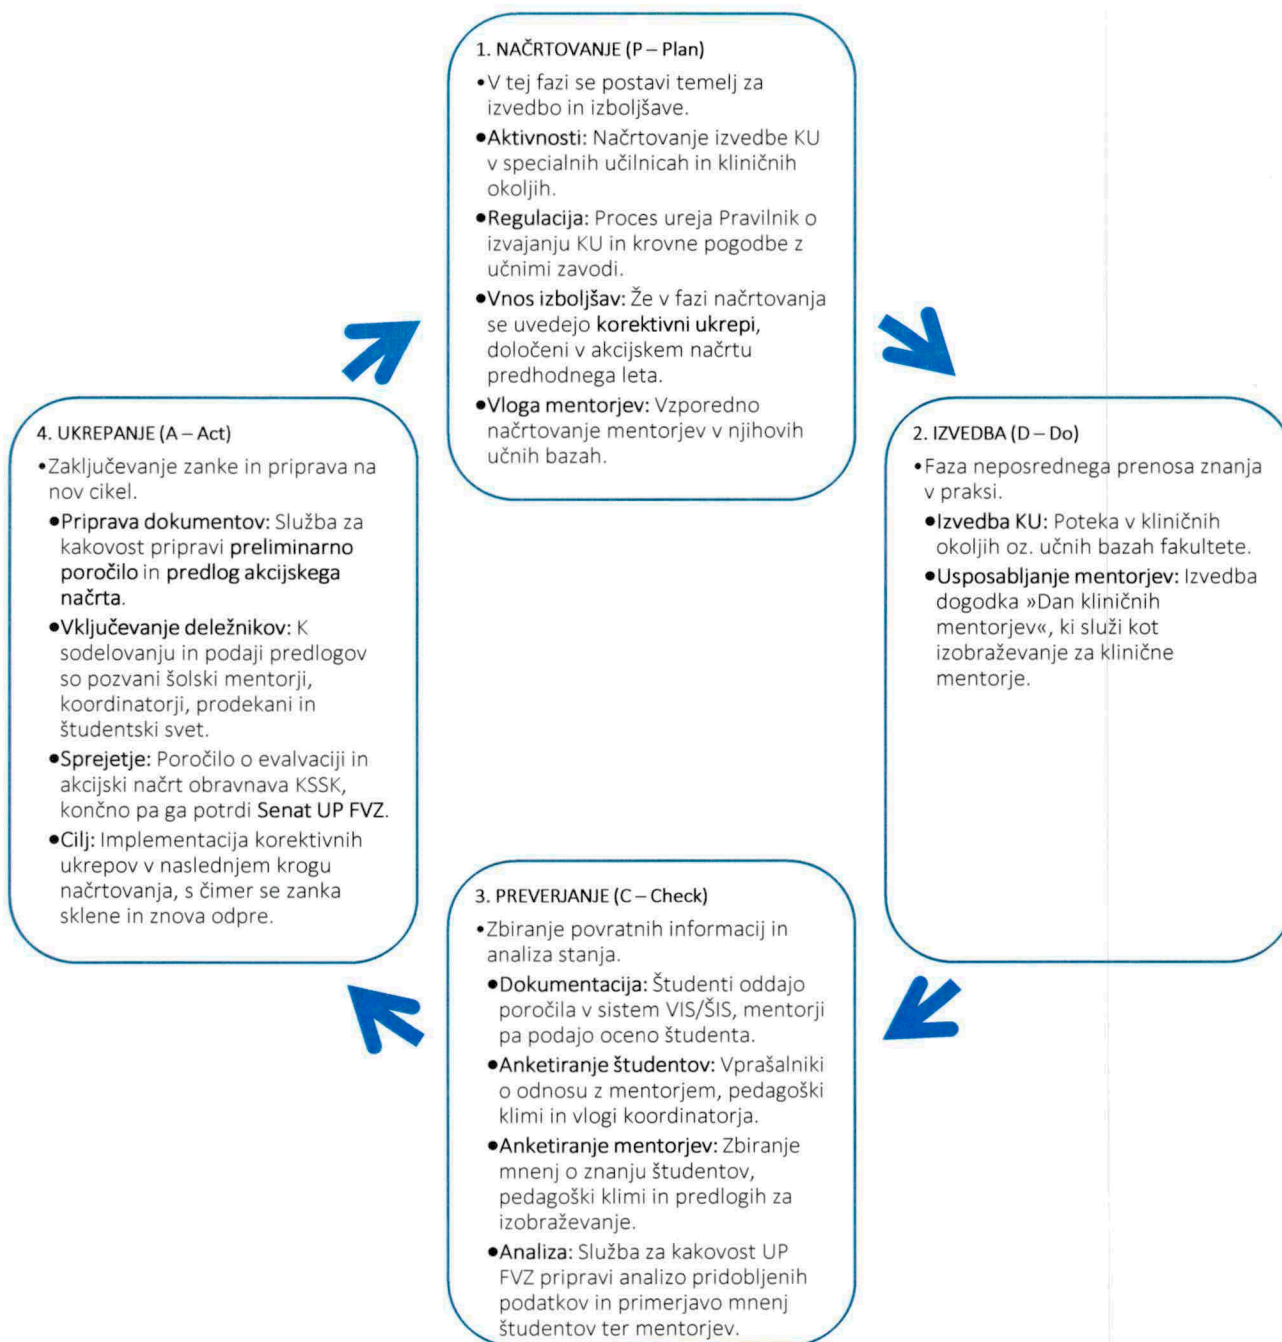 1. NAČRTOVANJE (P – Plan)
•V tej fazi se postavi temelj za
izvedbo in izboljšave.
•Aktivnosti: Načrtovanje izvedbe KU
v specialnih učilnicah in kliničnih
okoljih.
•Regulacija: Proces ureja Pravilnik o
izvajanju KU in krovne pogodbe z
učnimi zavodi.
•Vnos izboljšav: Že v fazi načrtovanja
se uvedejo korektivni ukrepi,
določeni v akcijskem načrtu
predhodnega leta.
•Vloga mentorjev: Vzporedno
načrtovanje mentorjev v njihovih
učnih bazah.
2. IZVEDBA (D – Do)
•Faza neposrednega prenosa znanja
v praksi.
•Izvedba KU: Poteka v kliničnih
okoljih oz. učnih bazah fakultete.
•Usposabljanje mentorjev: Izvedba
dogodka »Dan kliničnih
mentorjev«, ki služi kot
izobraževanje za klinične
mentorje.
3. PREVERJANJE (C – Check)
•Zbiranje povratnih informacij in
analiza stanja.
•Dokumentacija: Študenti oddajo
poročila v sistem VIS/ŠIS, mentorji
pa podajo oceno študenta.
•Anketiranje študentov: Vprašalniki
o odnosu z mentorjem, pedagoški
klimi in vlogi koordinatorja.
•Anketiranje mentorjev: Zbiranje
mnenj o znanju študentov,
pedagoški klimi in predlogih za
izobraževanje.
•Analiza: Služba za kakovost UP
FVZ pripravi analizo pridobljenih
podatkov in primerjavo mnenj
študentov ter mentorjev.
4. UKREPANJE (A – Act)
•Zaključevanje zanke in priprava na
nov cikel.
•Priprava dokumentov: Služba za
kakovost pripravi preliminarno
poročilo in predlog akcijskega
načrta.
•Vključevanje deležnikov: K
sodelovanju in podaji predlogov
so pozvani šolski mentorji,
koordinatorji, prodekani in
študentski svet.
•Sprejetje: Poročilo o evalvaciji in
akcijski načrt obravnava KSSK,
končno pa ga potrdi Senat UP FVZ.
•Cilj: Implementacija korektivnih
ukrepov v naslednjem krogu
načrtovanja, s čimer se zanka
sklene in znova odpre.